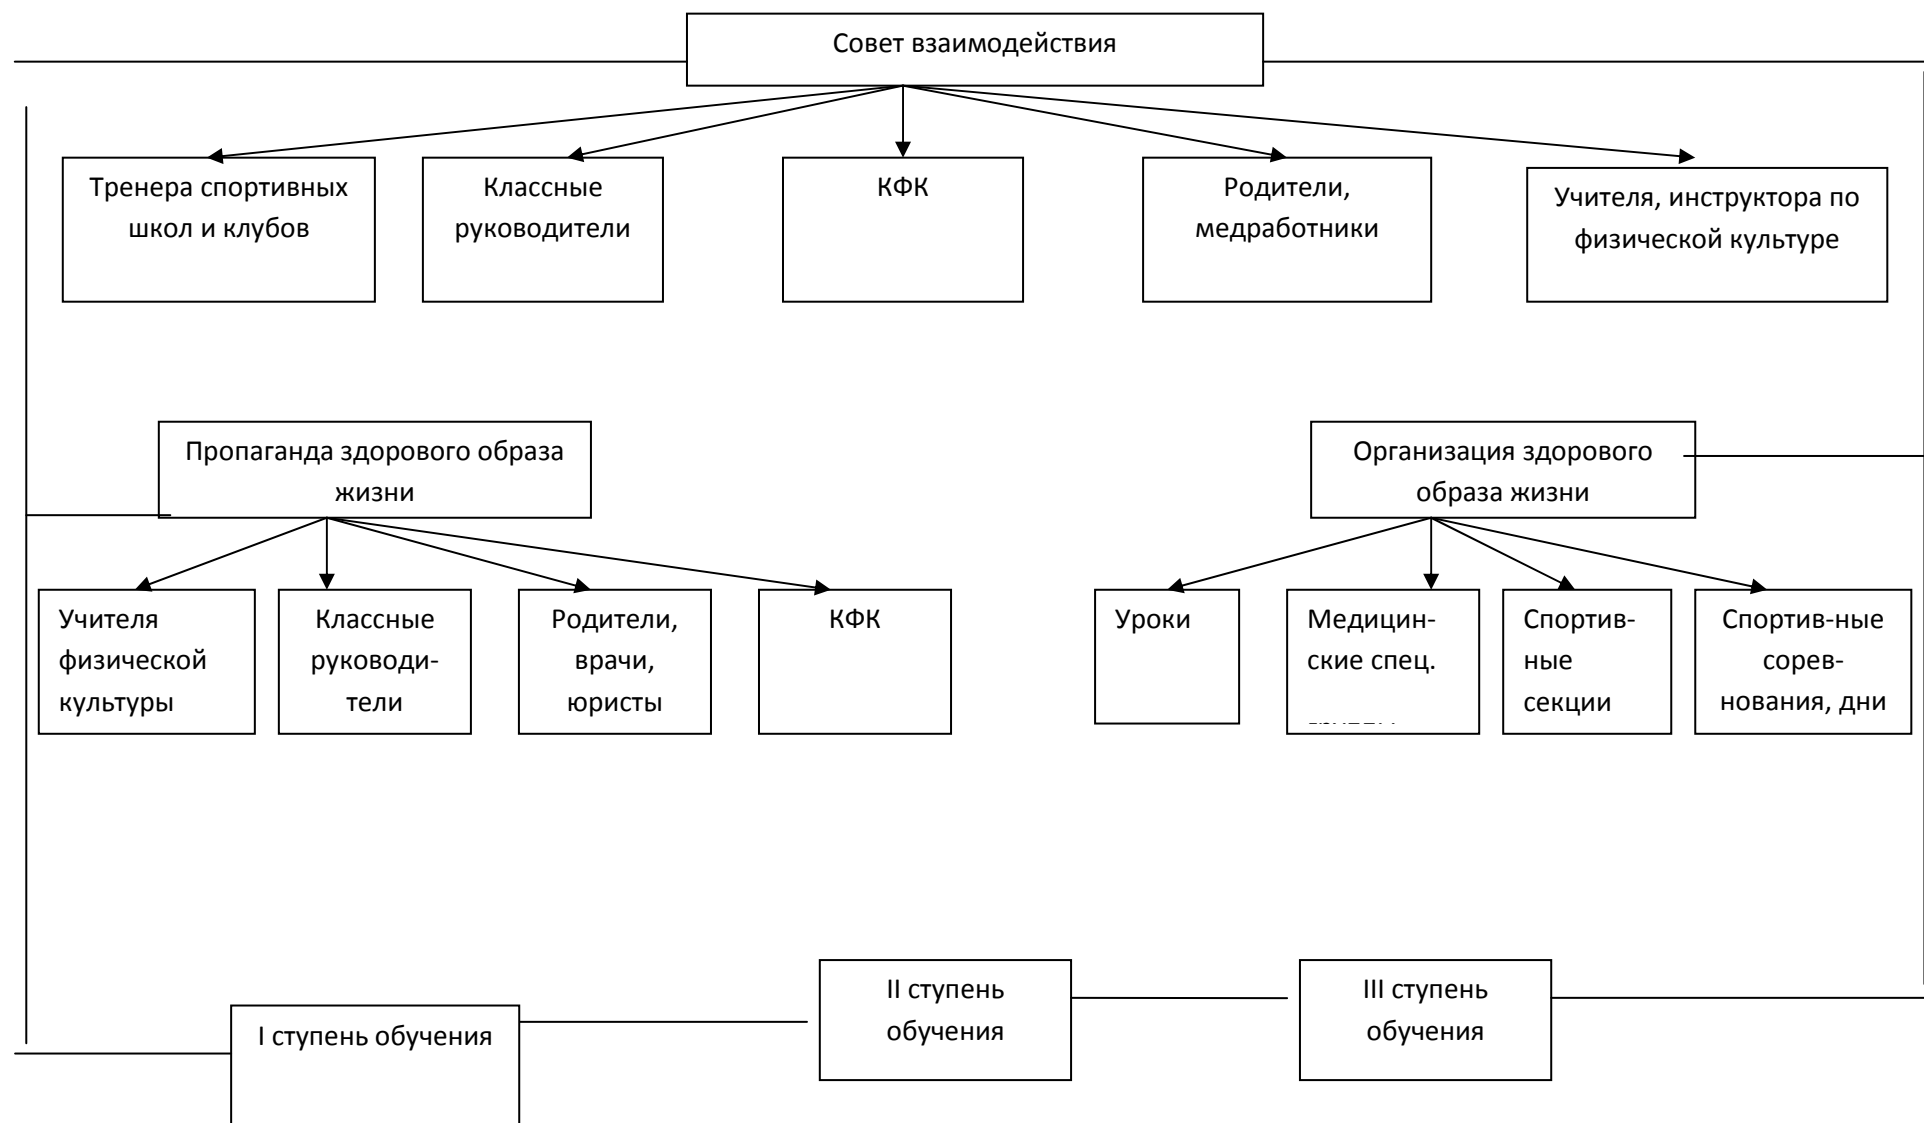 Совет взаимодействия
Тренера спортивных
школ и клубов
Классные
руководители
КФК
Родители,
медработники
Учителя, инструктора по
физической культуре
Пропаганда здорового образа
жизни
Организация здорового
образа жизни
Учителя
физической
культуры
Классные
руководи-
тели
Родители,
врачи,
юристы
КФК
Уроки
Медицин-
ские спец.
Спортив-
ные
секции
Спортив-ные
сорев-
нования, дни
I ступень обучения
II ступень
обучения
III ступень
обучения